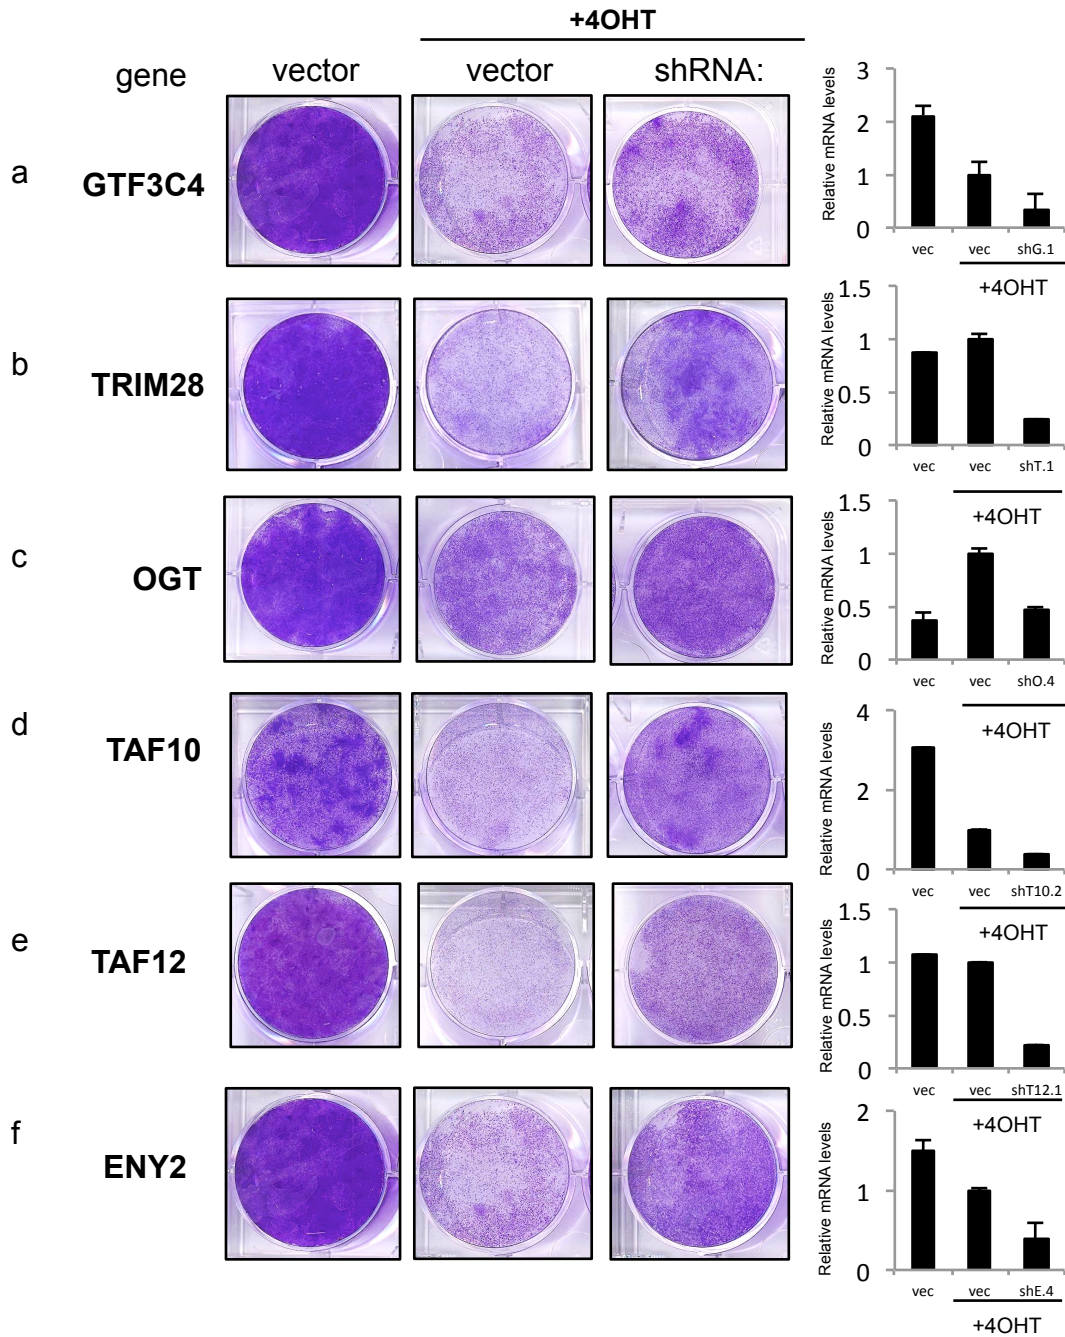 +4OHT
gene vector vector shRNA:
a GTF3C4
Relative mRNA levels
3
2
1
0
vec vec shG.1
+4OHT
b TRIM28
Relative mRNA levels
1.5
1
0.5
0
vec vec shT.1
+4OHT
c OGT
Relative mRNA levels
1.5
1
0.5
0
vec vec shO.4
+4OHT
d TAF10
Relative mRNA levels
4
2
0
vec vec shT10.2
+4OHT
e TAF12
Relative mRNA levels
1.5
1
0.5
0
vec vec shT12.1
+4OHT
f ENY2
Relative mRNA levels
2
1
0
vec vec shE.4
+4OHT